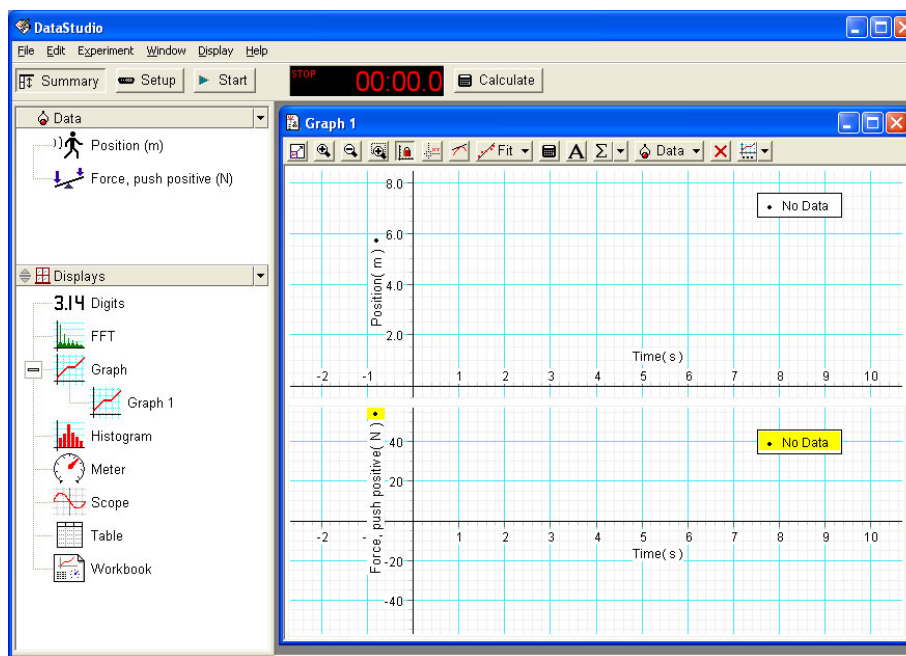 DataStudio
File Edit Experiment Window Display Help
Summary Setup Start STOP 00:00.0 Calculate
Data
Position (m)
Force, push positive (N)
Displays
3.14 Digits
FFT
Graph
Graph 1
Histogram
Meter
Scope
Table
Workbook
Graph 1
Fit A Σ Data
8.0
6.0
4.0
2.0
Position( m )
No Data
Time( s )
-2 -1 1 2 3 4 5 6 7 8 9 10
Force, push positive( N )
40
20
-20
-40
No Data
-2 - 1 2 3 4 5 6 7 8 9 10
Time( s )